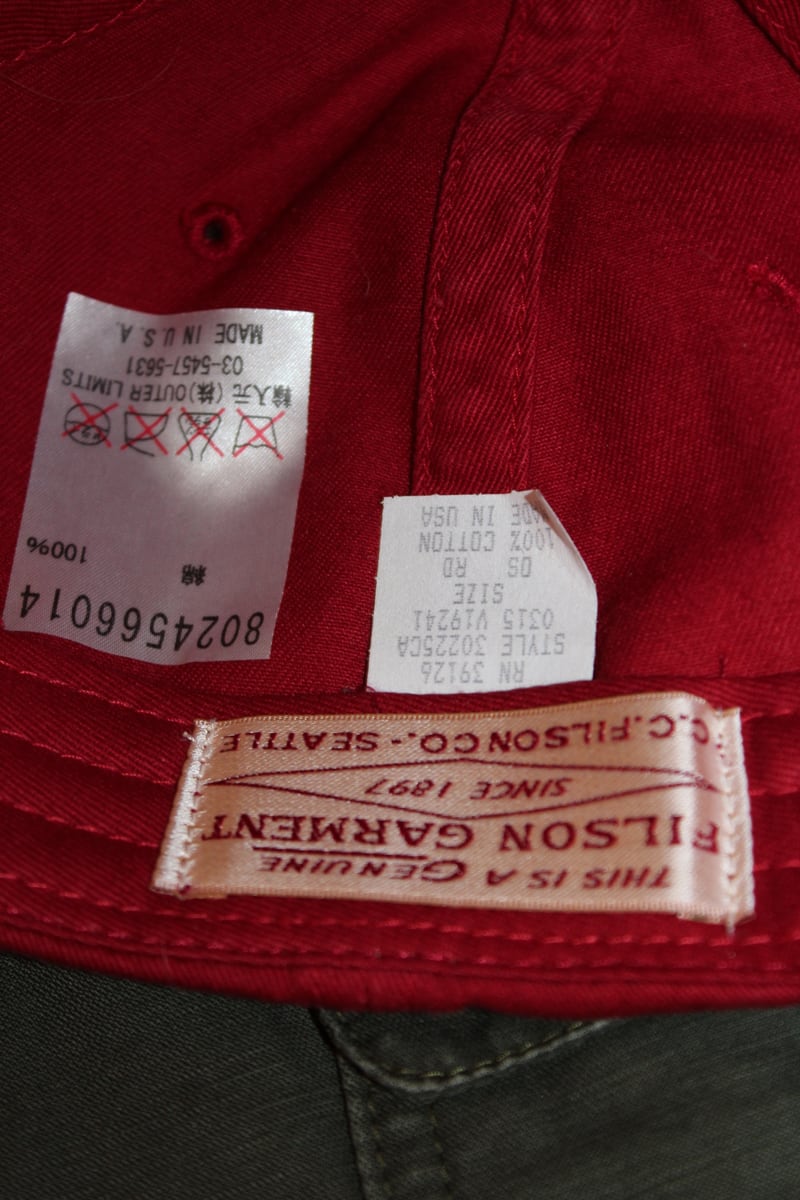 8024566014
綿 100%
輸入元 (株)OUTER LIMITS
03-5457-5631
MADE IN U.S.A.
RN 39126
STYLE 30225CA
0315 V19241
SIZE
OS RD
100% COTTON
MADE IN USA
THIS IS A GENUINE
FILSON GARMENT
SINCE 1897
C.C. FILSON CO. - SEATTLE